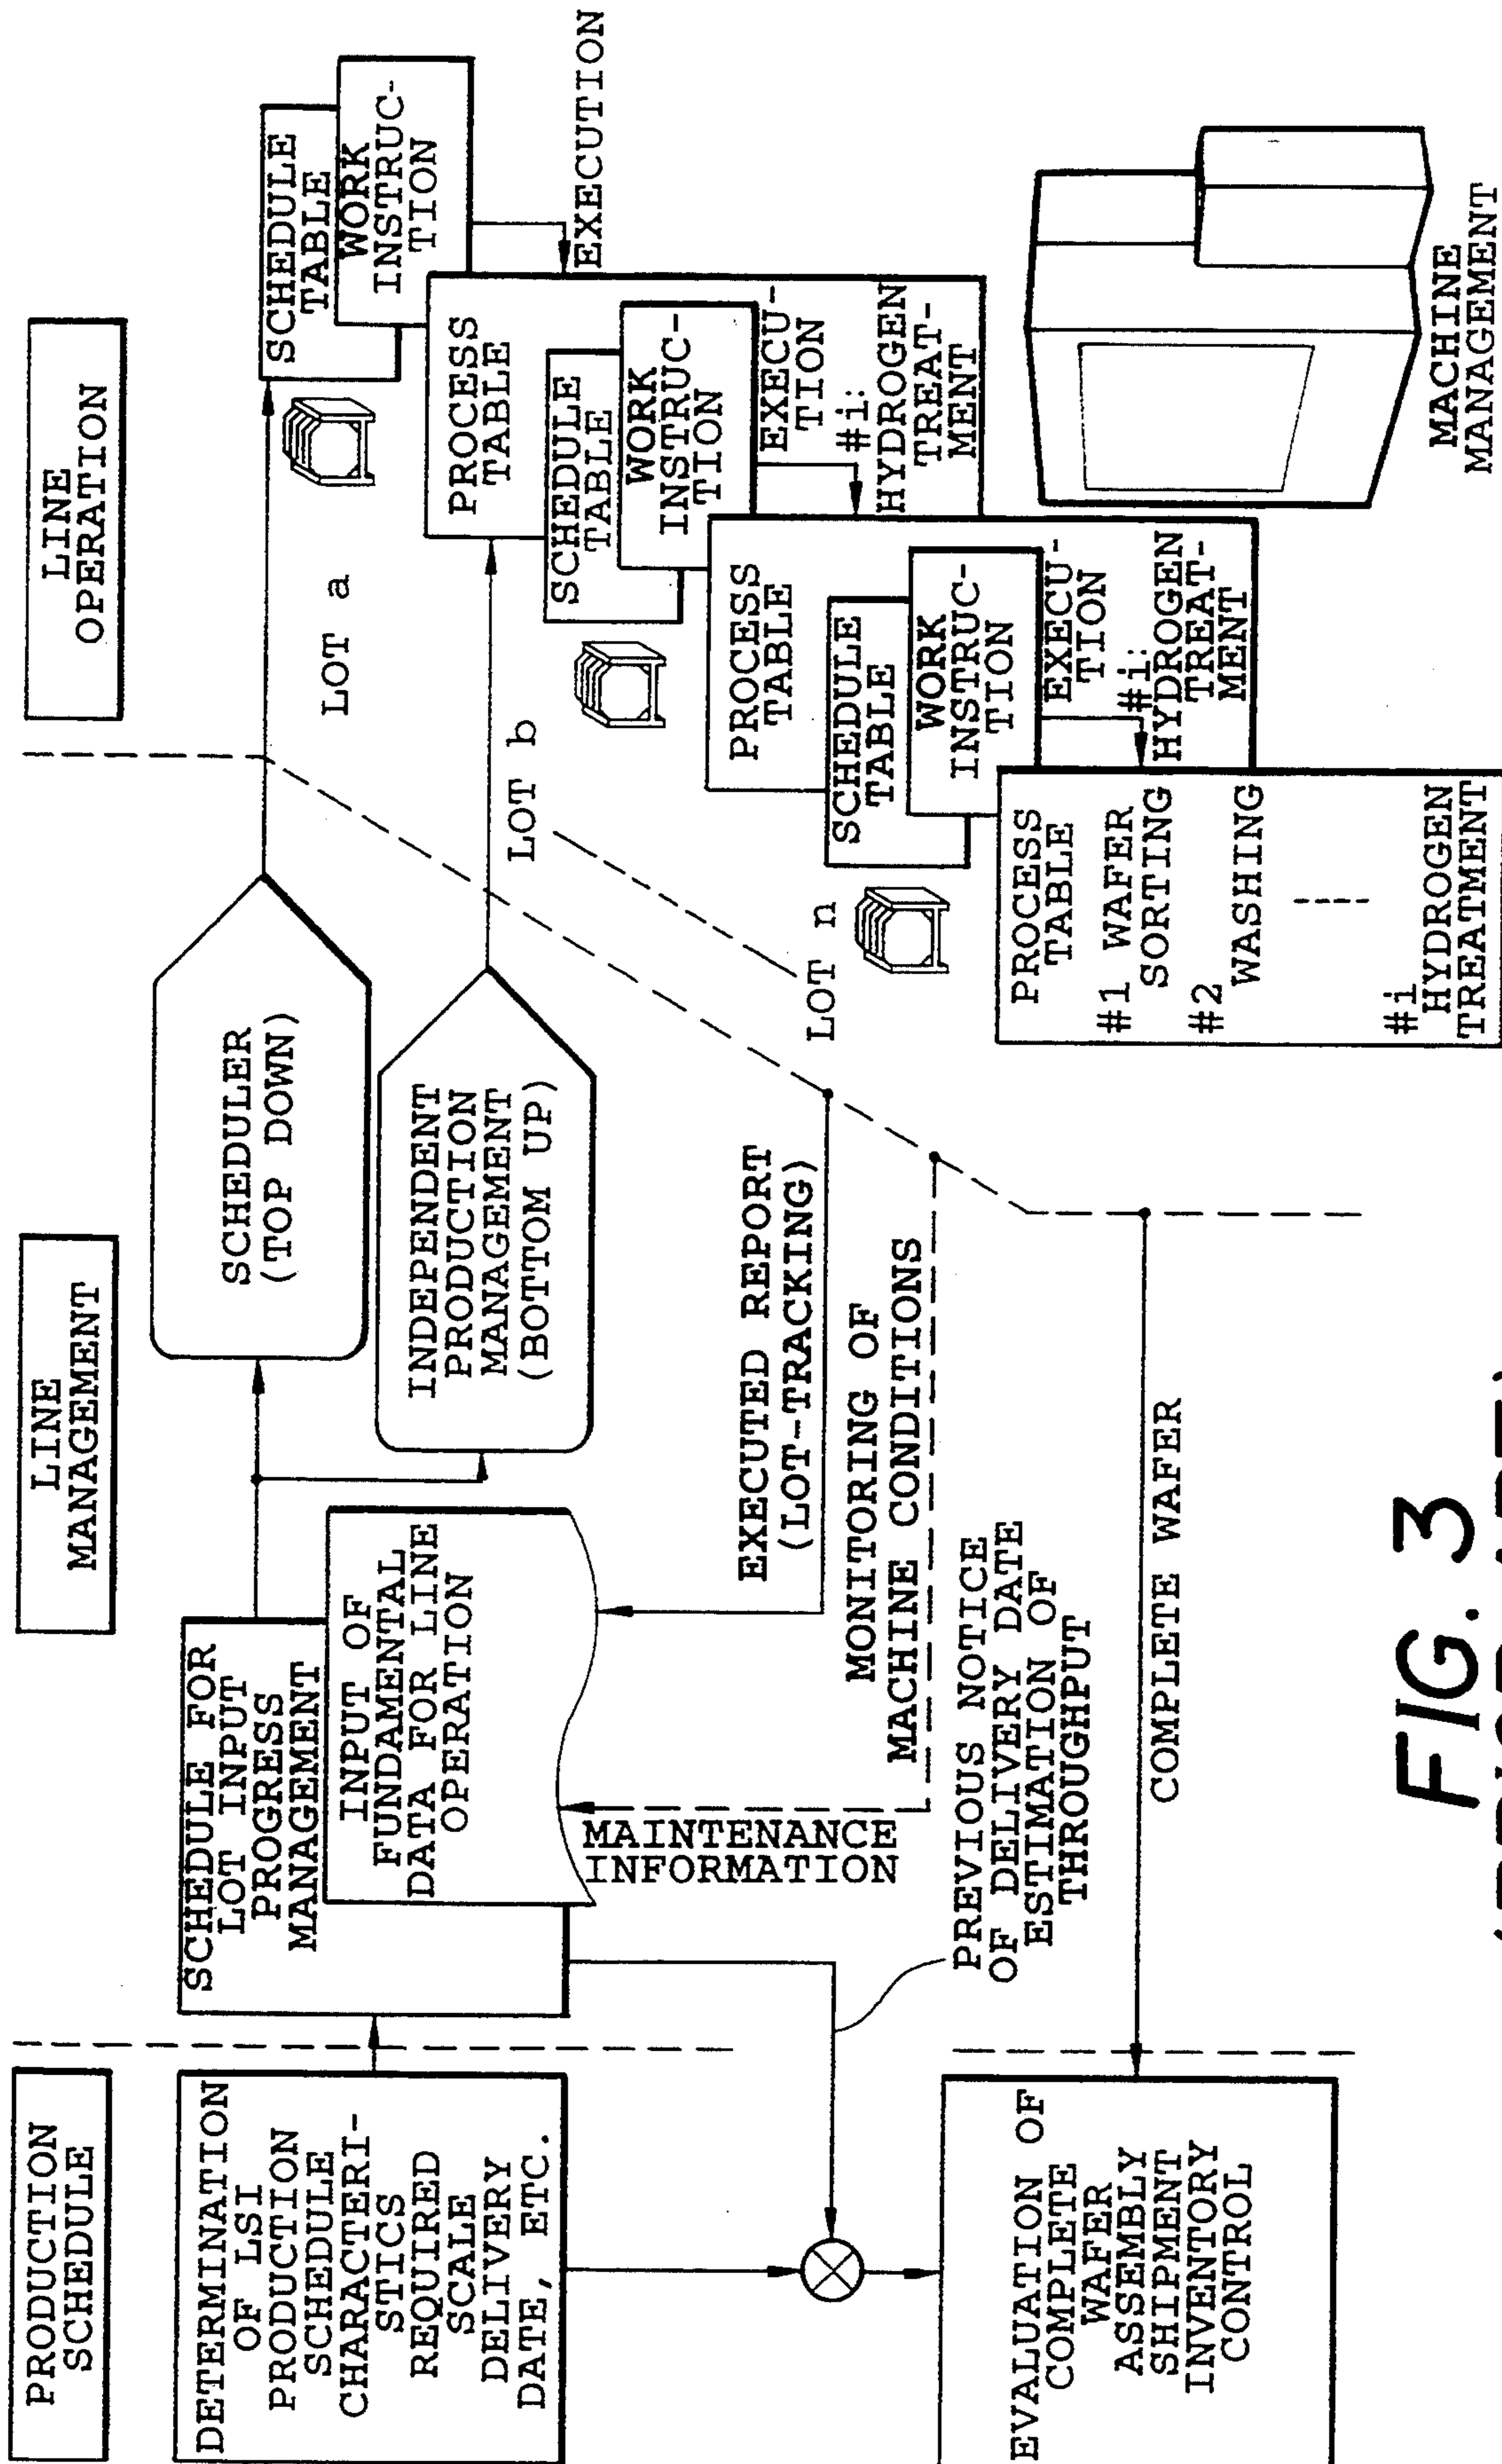 PRODUCTION
SCHEDULE
DETERMINATION
OF LSI
PRODUCTION
SCHEDULE
CHARACTERI-
STICS
REQUIRED
SCALE
DELIVERY
DATE, ETC.
EVALUATION OF
COMPLETE
WAFER
ASSEMBLY
SHIPMENT
INVENTORY
CONTROL
LINE
MANAGEMENT
SCHEDULE FOR
LOT INPUT
PROGRESS
MANAGEMENT
INPUT OF
FUNDAMENTAL
DATA FOR LINE
OPERATION
MAINTENANCE
INFORMATION
PREVIOUS NOTICE
OF DELIVERY DATE
ESTIMATION OF
THROUGHPUT
SCHEDULER
(TOP DOWN)
INDEPENDENT
PRODUCTION
MANAGEMENT
(BOTTOM UP)
EXECUTED REPORT
(LOT-TRACKING)
MONITORING OF
MACHINE CONDITIONS
COMPLETE WAFER
LINE
OPERATION
LOT a
SCHEDULE
TABLE
WORK
INSTRUC-
TION
EXECUTION
LOT b
PROCESS
TABLE
SCHEDULE
TABLE
WORK
INSTRUC-
TION
EXECU-
TION
#i:
HYDROGEN
TREAT-
MENT
LOT n
PROCESS
TABLE
SCHEDULE
TABLE
WORK
INSTRUC-
TION
EXECU-
TION
#i:
HYDROGEN
TREAT-
MENT
PROCESS
TABLE
#1 WAFER
SORTING
#2
WASHING
#i
HYDROGEN
TREATMENT
MACHINE
MANAGEMENT
FIG. 3